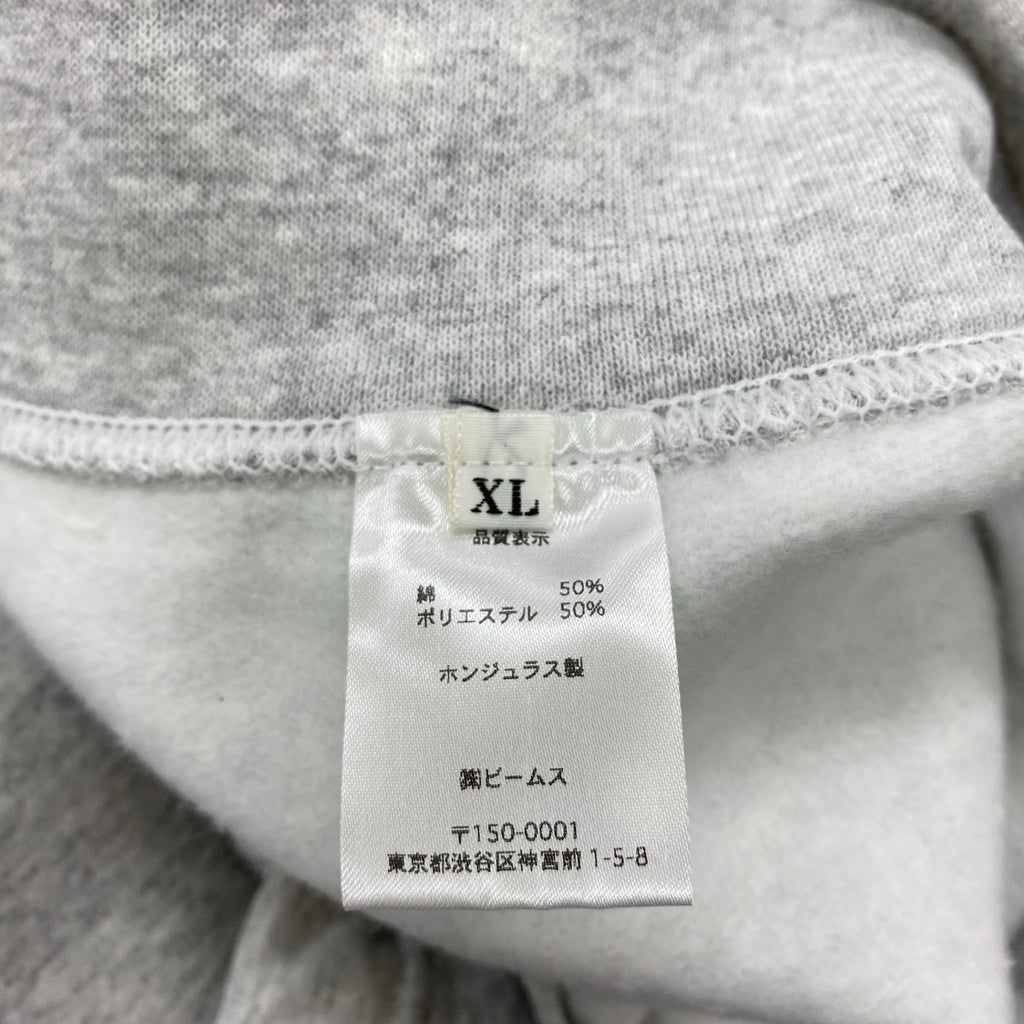 XL
品質表示
綿 50%
ポリエステル 50%
ホンジュラス製
㈱ビームス
〒150-0001
東京都渋谷区神宮前 1-5-8